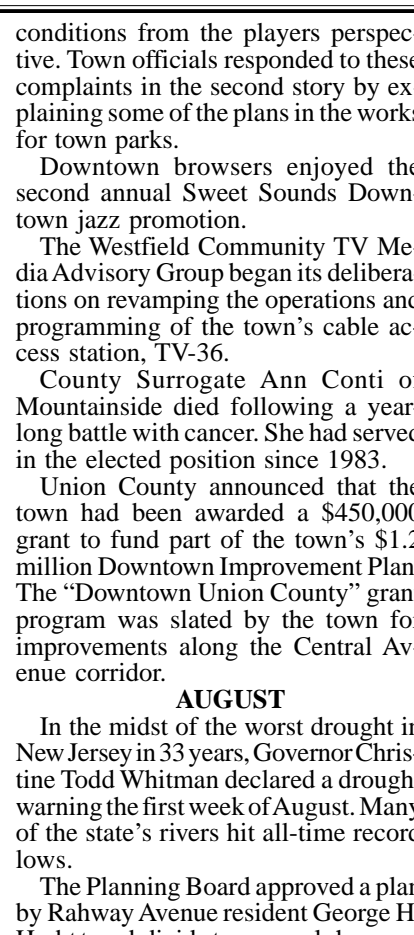 conditions from the players perspec-
tive. Town officials responded to these
complaints in the second story by ex-
plaining some of the plans in the works
for town parks.
Downtown browsers enjoyed the
second annual Sweet Sounds Down-
town jazz promotion.
The Westfield Community TV Me-
dia Advisory Group began its delibera-
tions on revamping the operations and
programming of the town's cable ac-
cess station, TV-36.
County Surrogate Ann Conti of
Mountainside died following a year-
long battle with cancer. She had served
in the elected position since 1983.
Union County announced that the
town had been awarded a $450,000
grant to fund part of the town's $1.2
million Downtown Improvement Plan.
The “Downtown Union County” grant
program was slated by the town for
improvements along the Central Av-
enue corridor.
AUGUST
In the midst of the worst drought in
New Jersey in 33 years, Governor Chris-
tine Todd Whitman declared a drought
warning the first week of August. Many
of the state's rivers hit all-time record
lows.
The Planning Board approved a plan
by Rahway Avenue resident George H.